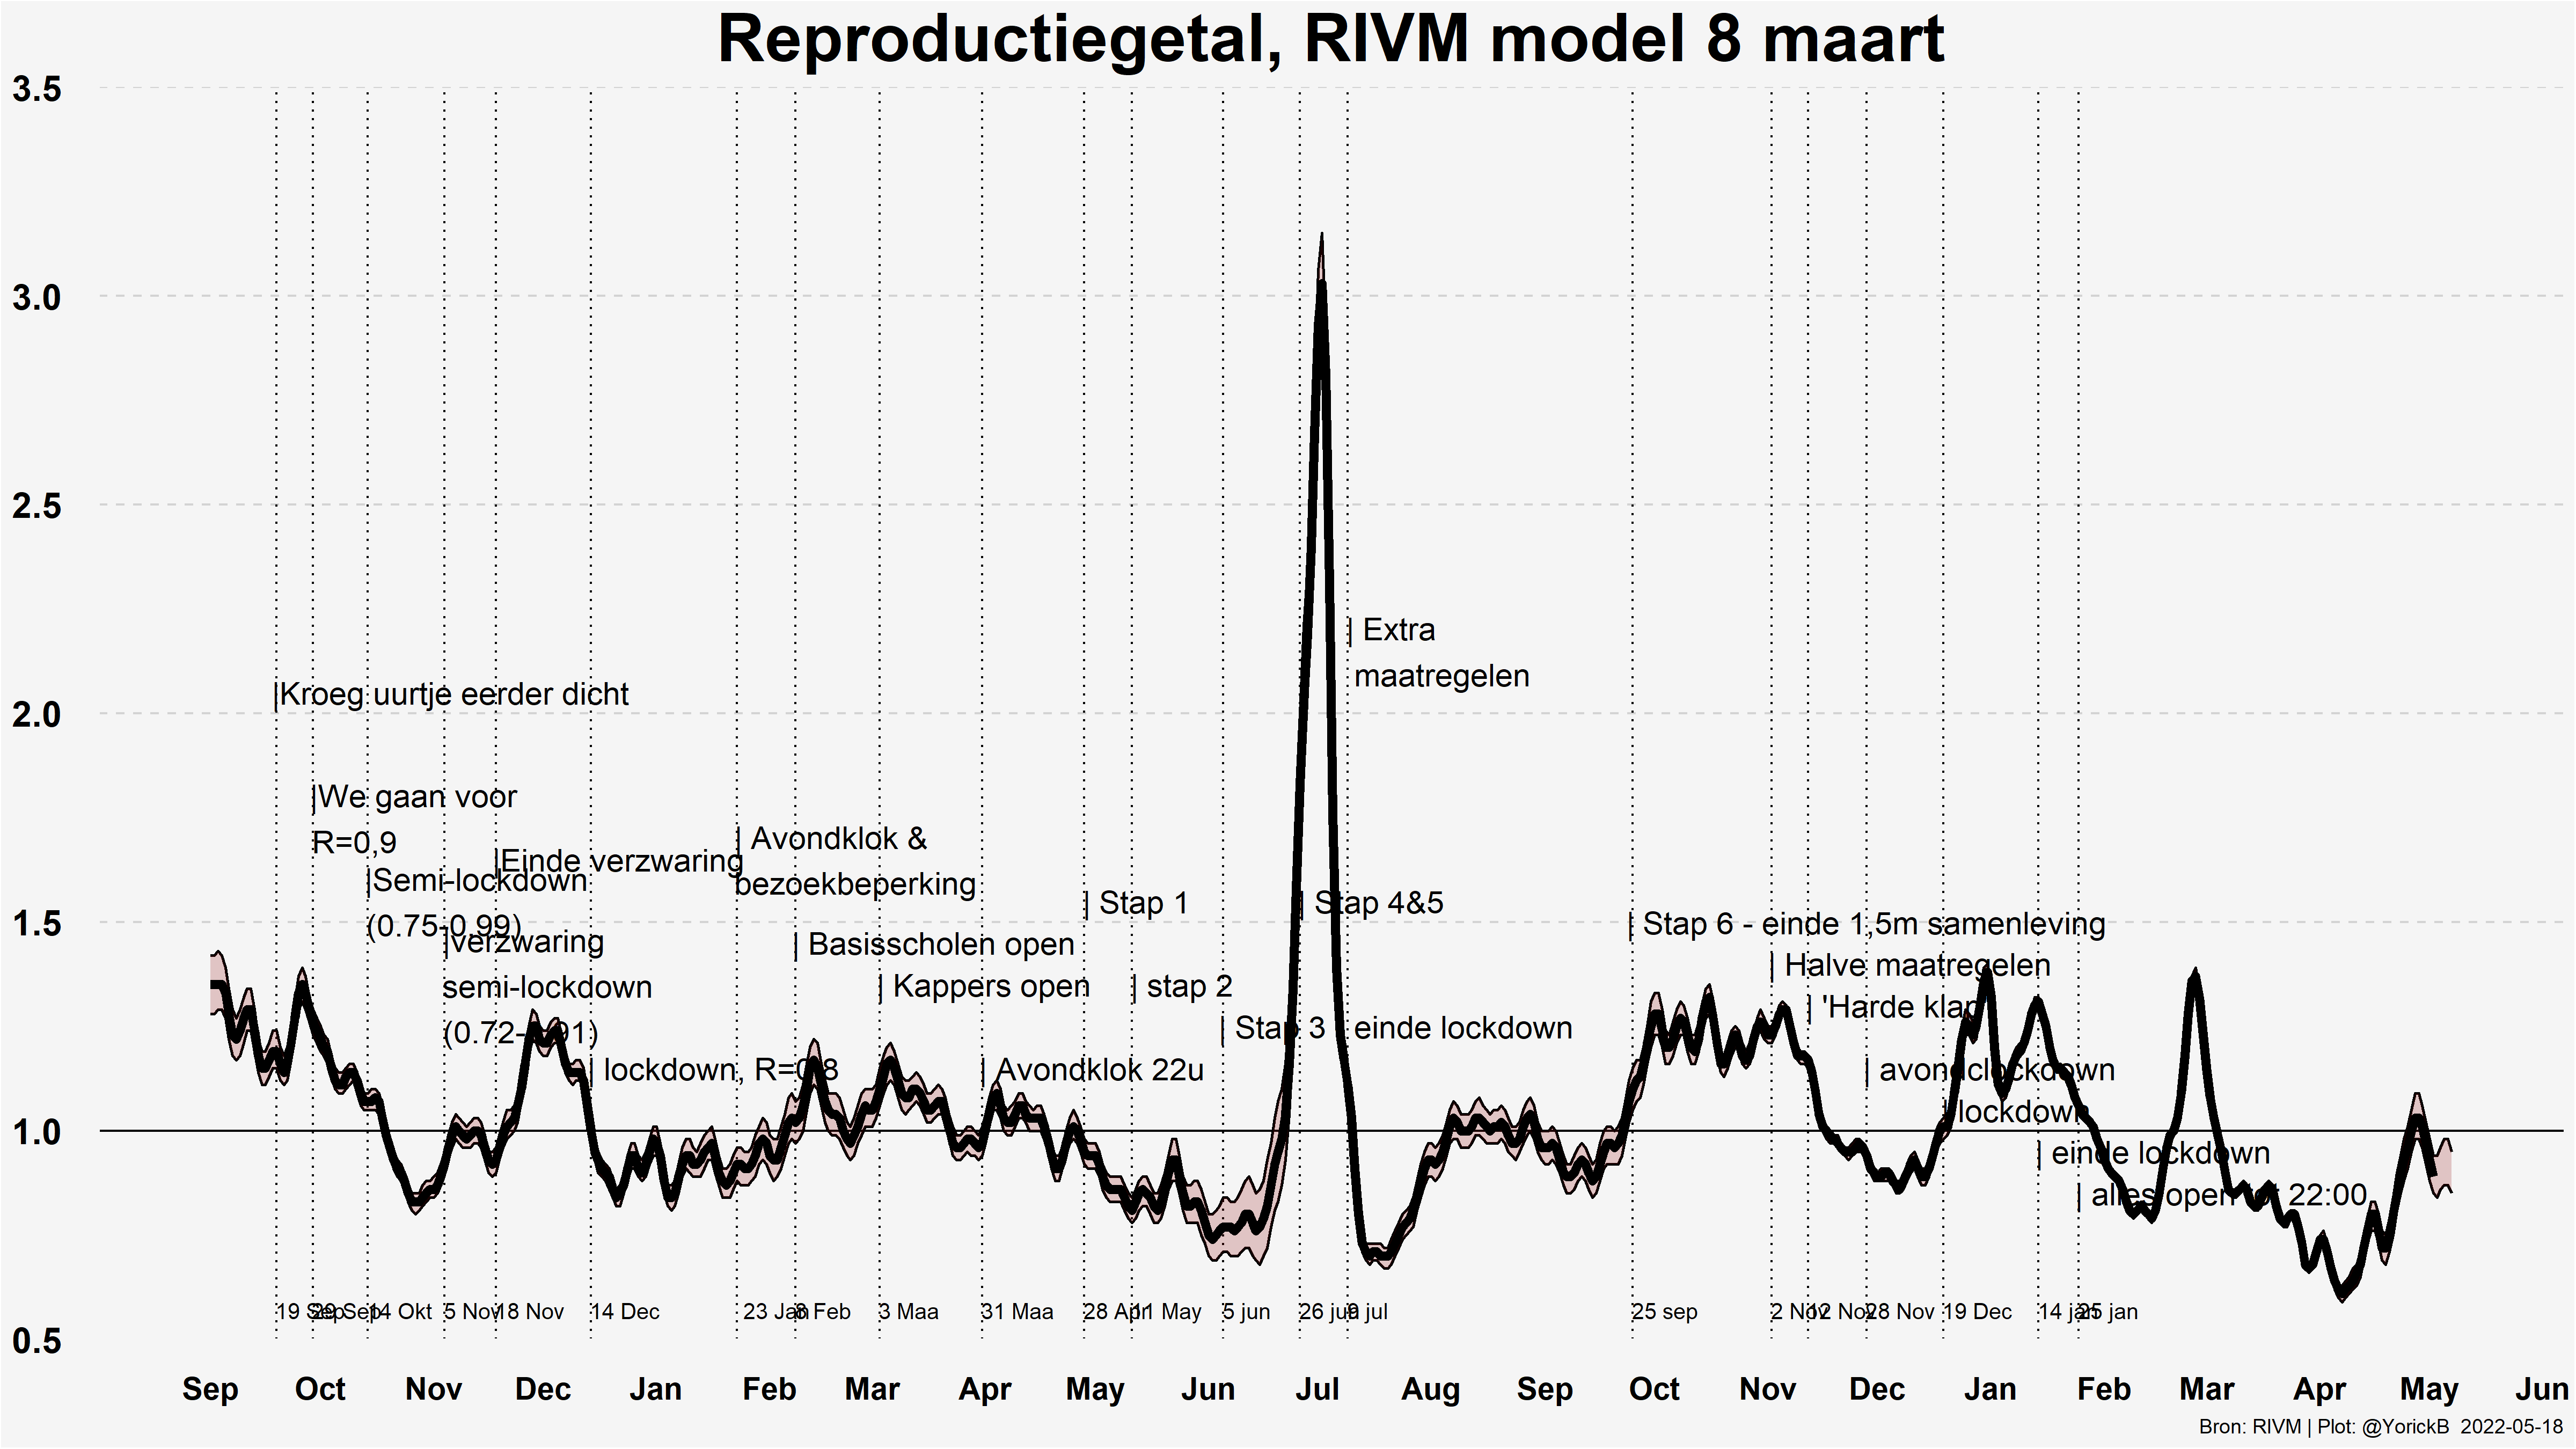 Reproductiegetal, RIVM model 8 maart
3.5
3.0
2.5
2.0
1.5
1.0
0.5
| Extra
maatregelen
|Kroeg uurtje eerder dicht
|We gaan voor
R=0,9
|Semi-lockdown
(0.75-0.99)
|verzwaring
semi-lockdown
(0.72-0.91)
|Einde verzwaring
| lockdown, R=0.8
| Avondklok &
bezoekbeperking
| Basisscholen open
| Kappers open
| Avondklok 22u
| Stap 1
| stap 2
| Stap 3 - einde lockdown
| Stap 4&5
| Stap 6 - einde 1,5m samenleving
| Halve maatregelen
| 'Harde klap'
| avondclockdown
| lockdown
| einde lockdown
| alles open tot 22:00
19 Sep
29 Sep
14 Okt
5 Nov
18 Nov
14 Dec
23 Jan
8 Feb
3 Maa
31 Maa
28 Apr
11 May
5 jun
26 jun
9 jul
25 sep
2 Nov
12 Nov
28 Nov
19 Dec
14 jan
25 jan
Sep Oct Nov Dec Jan Feb Mar Apr May Jun Jul Aug Sep Oct Nov Dec Jan Feb Mar Apr May Jun
Bron: RIVM | Plot: @YorickB 2022-05-18